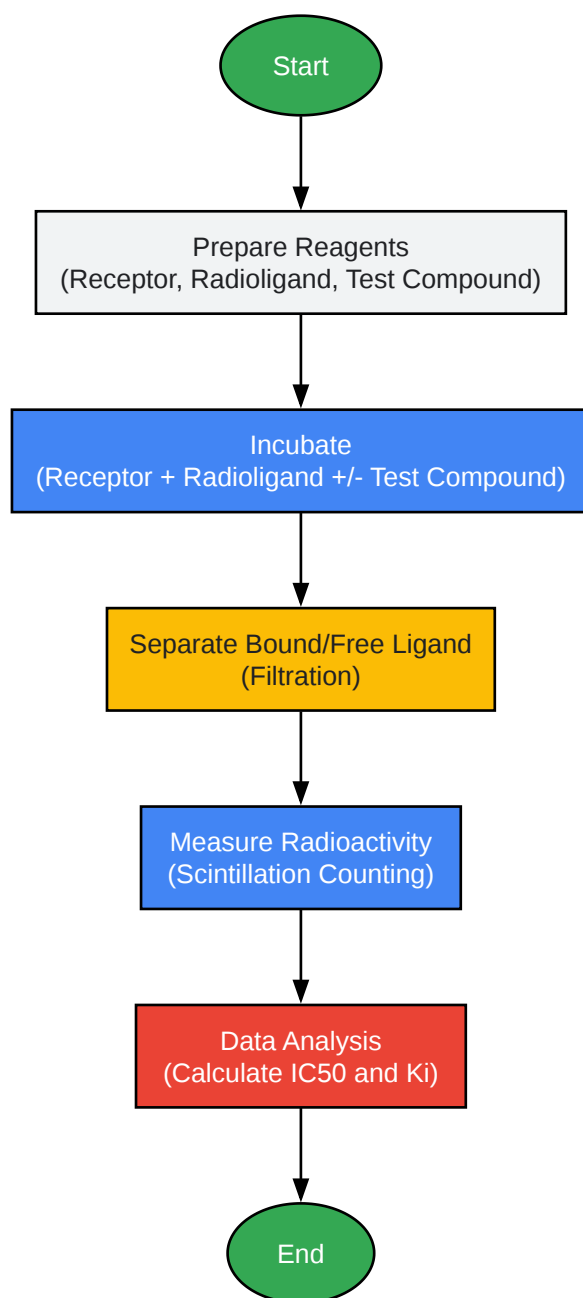 Start
Prepare Reagents
(Receptor, Radioligand, Test Compound)
Incubate
(Receptor + Radioligand +/- Test Compound)
Separate Bound/Free Ligand
(Filtration)
Measure Radioactivity
(Scintillation Counting)
Data Analysis
(Calculate IC50 and Ki)
End